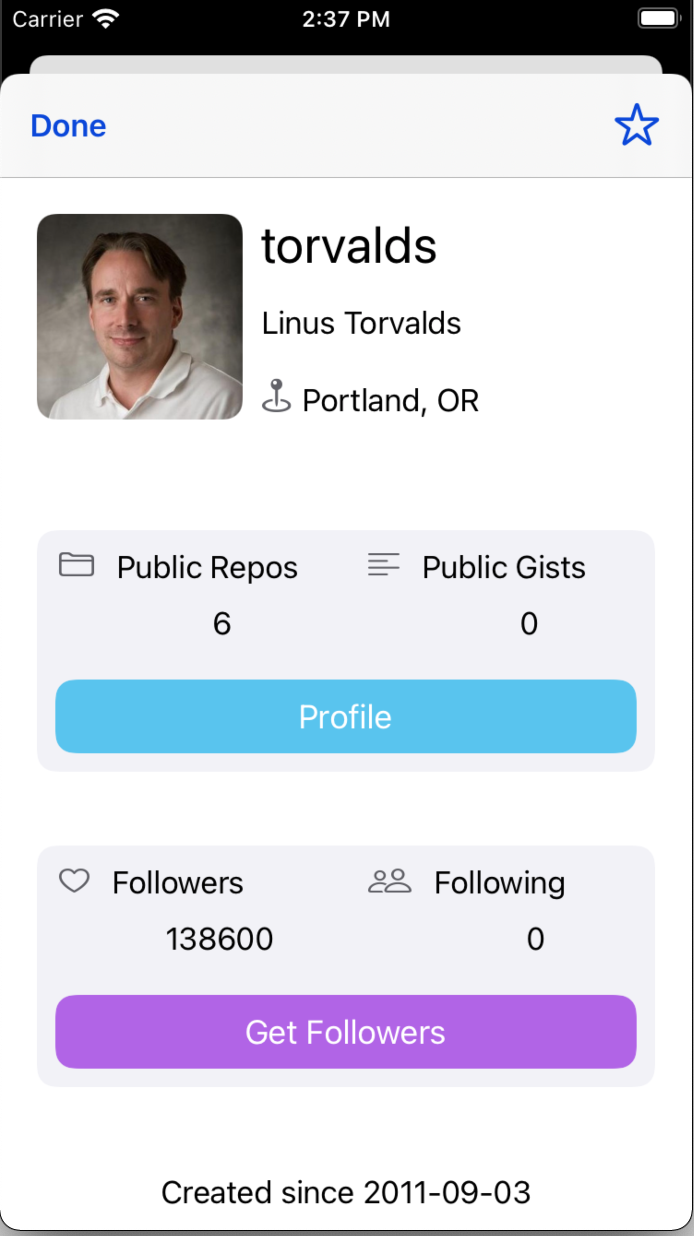 Carrier 2:37 PM
Done
torvalds
Linus Torvalds
Portland, OR
Public Repos Public Gists
6 0
Profile
Followers Following
138600 0
Get Followers
Created since 2011-09-03